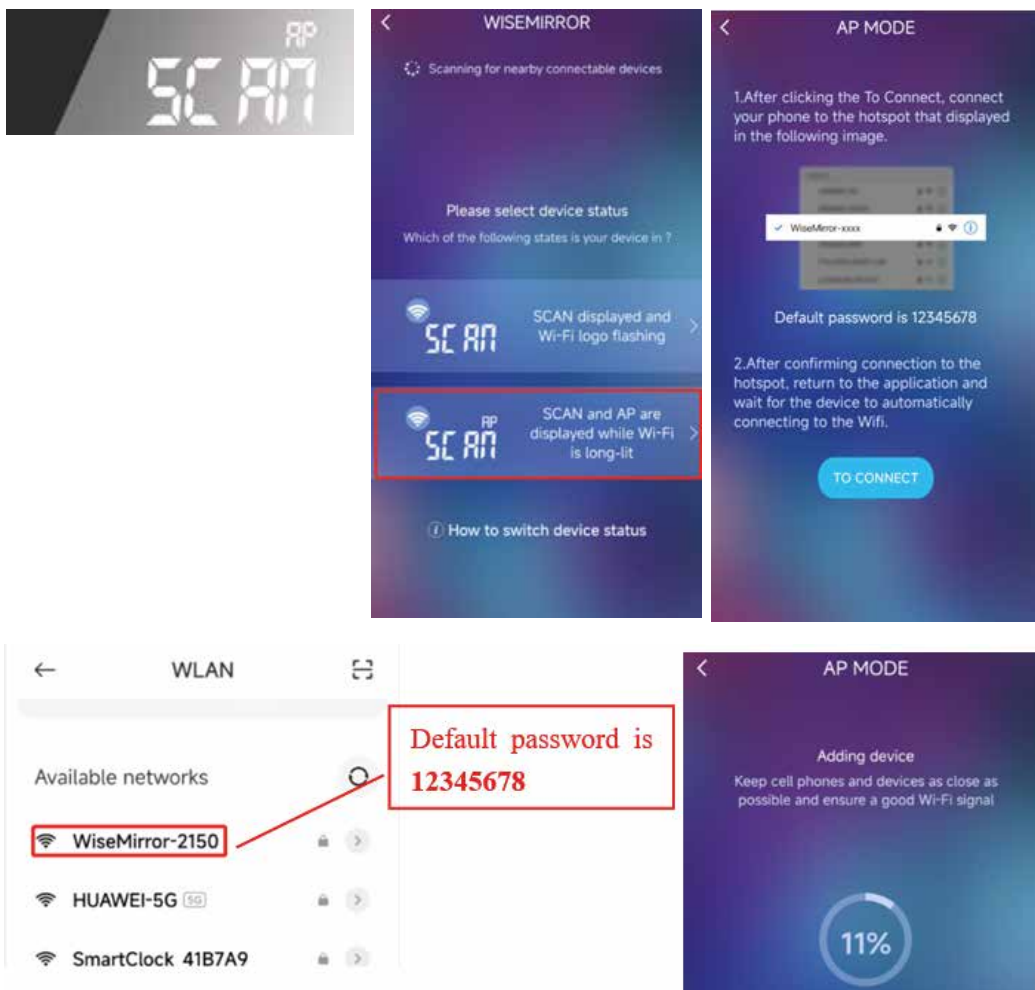 AP
SCAN
WISEMIRROR
Scanning for nearby connectable devices
Please select device status
Which of the following states is your device in ?
SCAN
SCAN displayed and
Wi-Fi logo flashing
AP
SCAN
SCAN and AP are
displayed while Wi-Fi
is long-lit
How to switch device status
AP MODE
1.After clicking the To Connect, connect
your phone to the hotspot that displayed
in the following image.
WiseMirror-xxxx
Default password is 12345678
2.After confirming connection to the
hotspot, return to the application and
wait for the device to automatically
connecting to the Wifi.
TO CONNECT
WLAN
Available networks
WiseMirror-2150
HUAWEI-5G 5G
SmartClock 41B7A9
Default password is
12345678
AP MODE
Adding device
Keep cell phones and devices as close as
possible and ensure a good Wi-Fi signal
11%